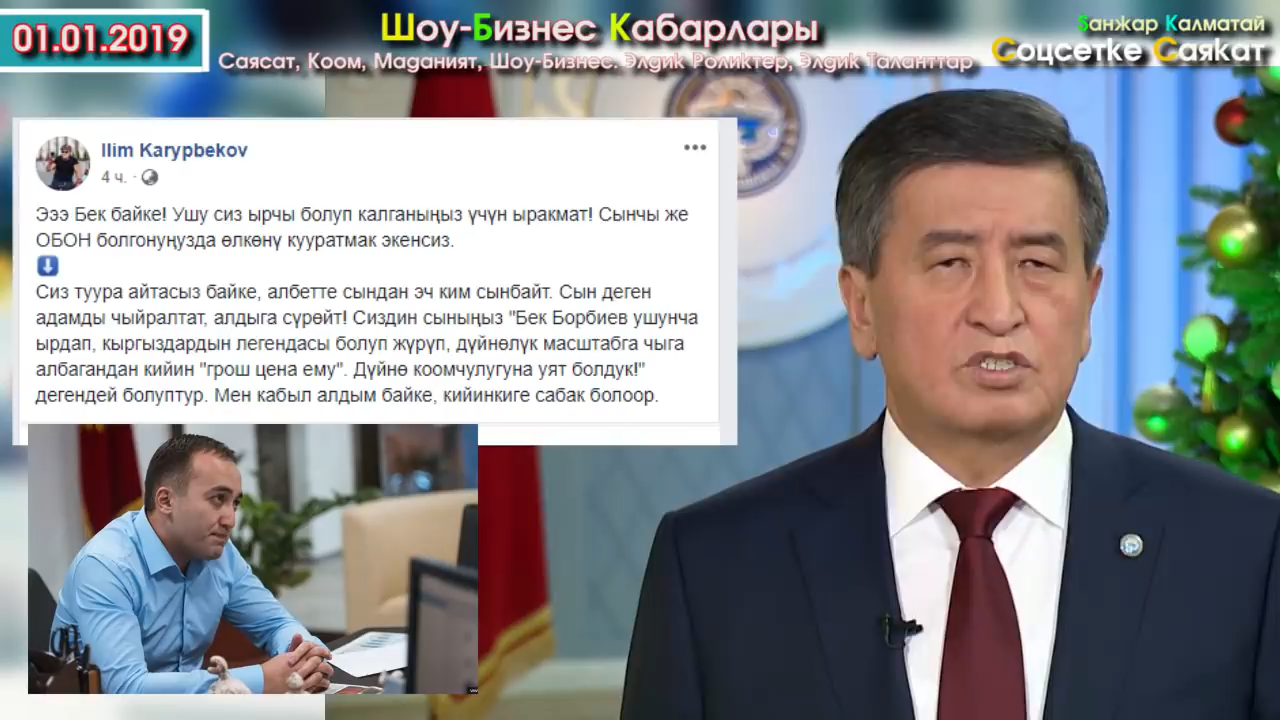 01.01.2019
Шоу-Бизнес Кабарлары
Саясат, Коом, Маданият, Шоу-Бизнес. Элдик Роликтер, Элдик Таланттар
Санжар Калматай
Соцсетке Саякат
Ilim Karypbekov
4 ч. ·
Эээ Бек байке! Ушу сиз ырчы болуп калганыңыз үчүн ыракмат! Сынчы же
ОБОН болгонуңузда өлкөнү кууратмак экенсиз.
Сиз туура айтасыз байке, албетте сындан эч ким сынбайт. Сын деген
адамды чыйралтат, алдыга сүрөйт! Сиздин сыныңыз "Бек Борбиев ушунча
ырдап, кыргыздардын легендасы болуп жүрүп, дүйнөлүк масштабга чыга
албагандан кийин "грош цена ему". Дүйнө коомчулугуна уят болдук!"
дегендей болуптур. Мен кабыл алдым байке, кийинкиге сабак болоор.